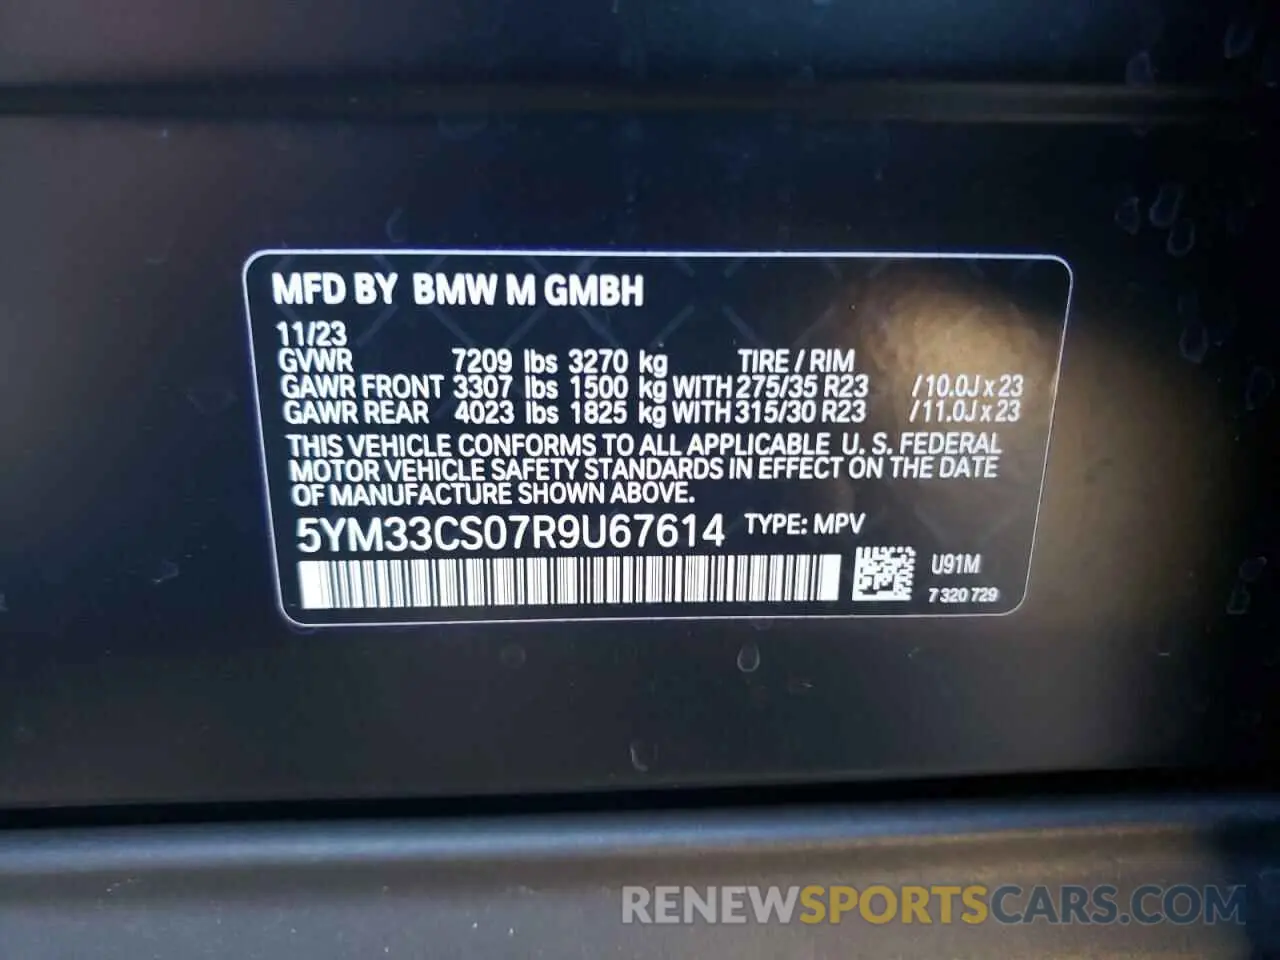 MFD BY BMW M GMBH
11/23
GVWR 7209 lbs 3270 kg TIRE / RIM
GAWR FRONT 3307 lbs 1500 kg WITH 275/35 R23 / 10.0J x 23
GAWR REAR 4023 lbs 1825 kg WITH 315/30 R23 / 11.0J x 23
THIS VEHICLE CONFORMS TO ALL APPLICABLE U. S. FEDERAL
MOTOR VEHICLE SAFETY STANDARDS IN EFFECT ON THE DATE
OF MANUFACTURE SHOWN ABOVE.
5YM33CS07R9U67614 TYPE: MPV
U91M
7 320 729
RENEWSPORTSCARS.COM